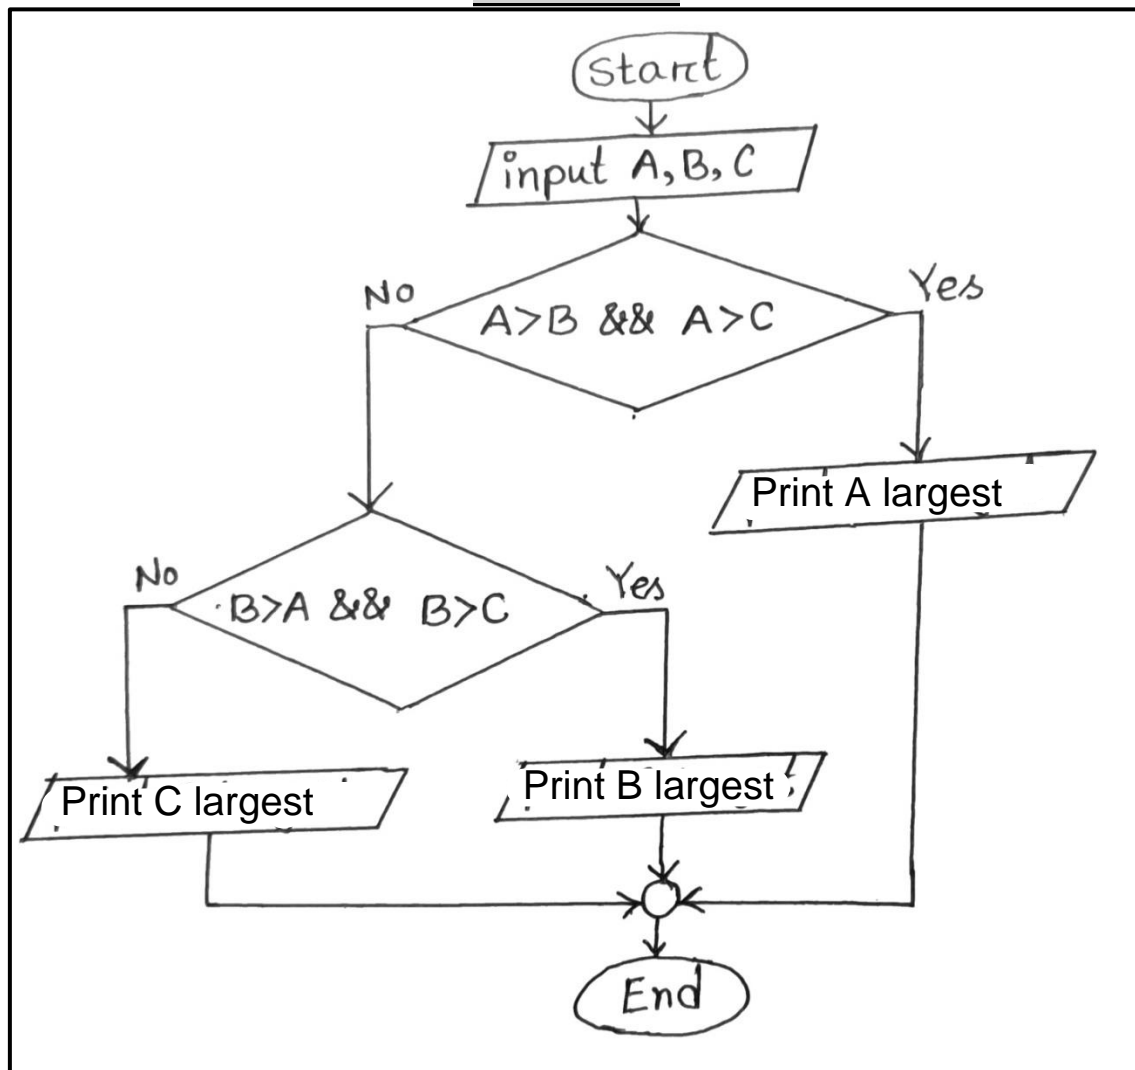 Start
input A, B, C
No
Yes
A>B && A>C
Print A largest
No
Yes
B>A && B>C
Print C largest
Print B largest
End